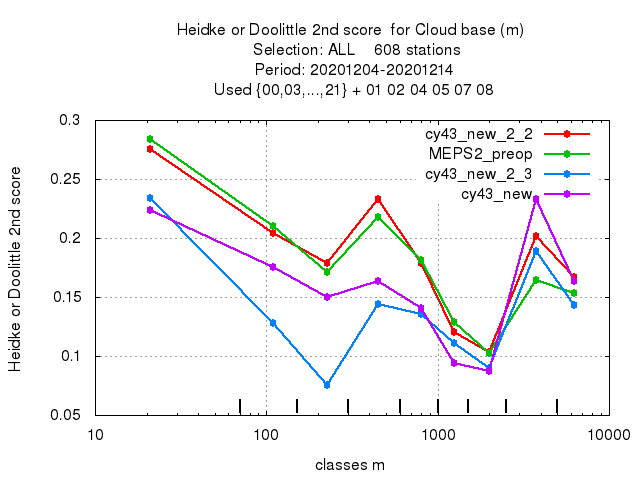 Heidke or Doolittle 2nd score  for Cloud base (m)
Selection: ALL    608 stations
Period: 20201204-20201214
Used {00,03,...,21} + 01 02 04 05 07 08
cy43_new_2_2
MEPS2_preop
cy43_new_2_3
cy43_new
Heidke or Doolittle 2nd score
0.3
0.25
0.2
0.15
0.1
0.05
10 100 1000 10000
classes m